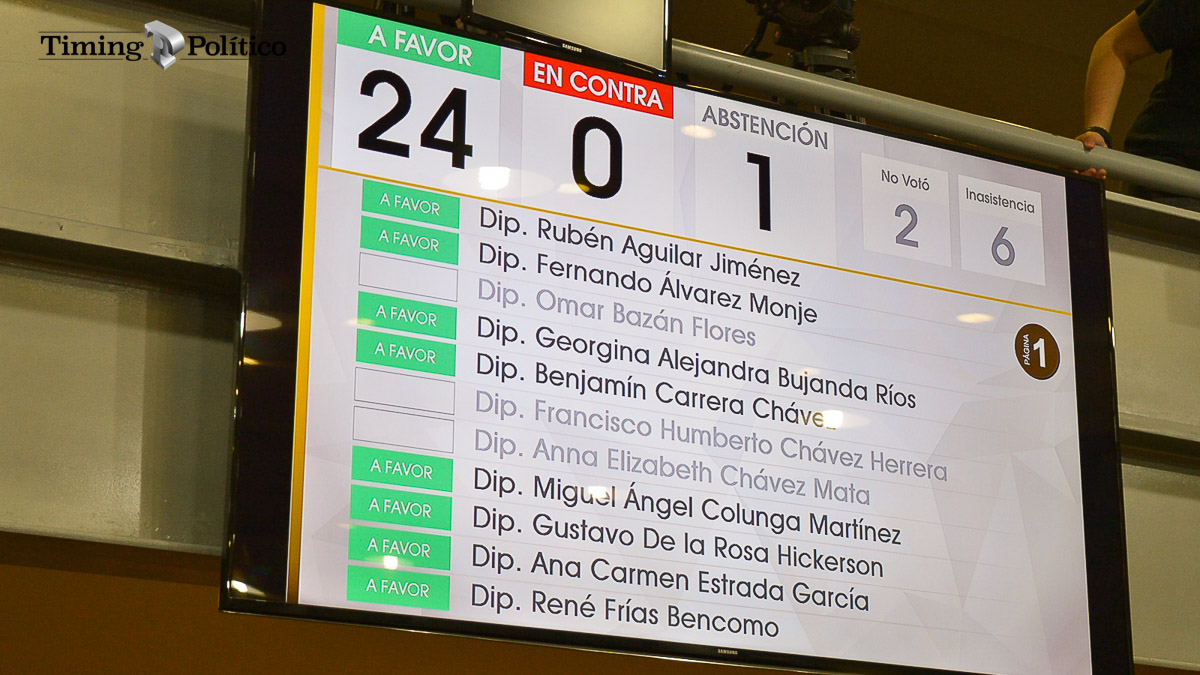 Timing Político
A FAVOR
24
EN CONTRA
0
ABSTENCIÓN
1
No Votó
2
Inasistencia
6
SAMSUNG
PÁGINA 1
A FAVOR Dip. Rubén Aguilar Jiménez
A FAVOR Dip. Fernando Álvarez Monje
Dip. Omar Bazán Flores
A FAVOR Dip. Georgina Alejandra Bujanda Ríos
A FAVOR Dip. Benjamín Carrera Chávez
Dip. Francisco Humberto Chávez Herrera
Dip. Anna Elizabeth Chávez Mata
A FAVOR Dip. Miguel Ángel Colunga Martínez
A FAVOR Dip. Gustavo De la Rosa Hickerson
A FAVOR Dip. Ana Carmen Estrada García
A FAVOR Dip. René Frías Bencomo
SAMSUNG